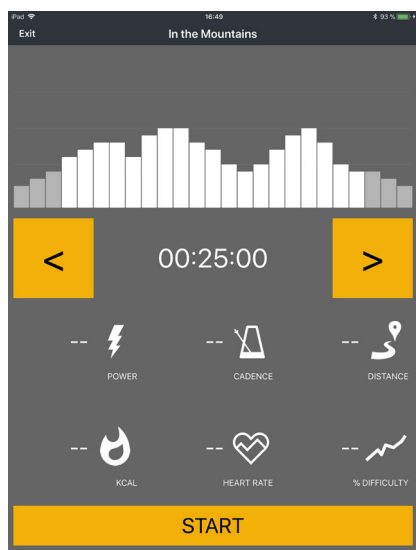 iPad 16:49 93 %
Exit In the Mountains
< 00:25:00 >
-- -- --
POWER CADENCE DISTANCE
-- -- --
KCAL HEART RATE % DIFFICULTY
START